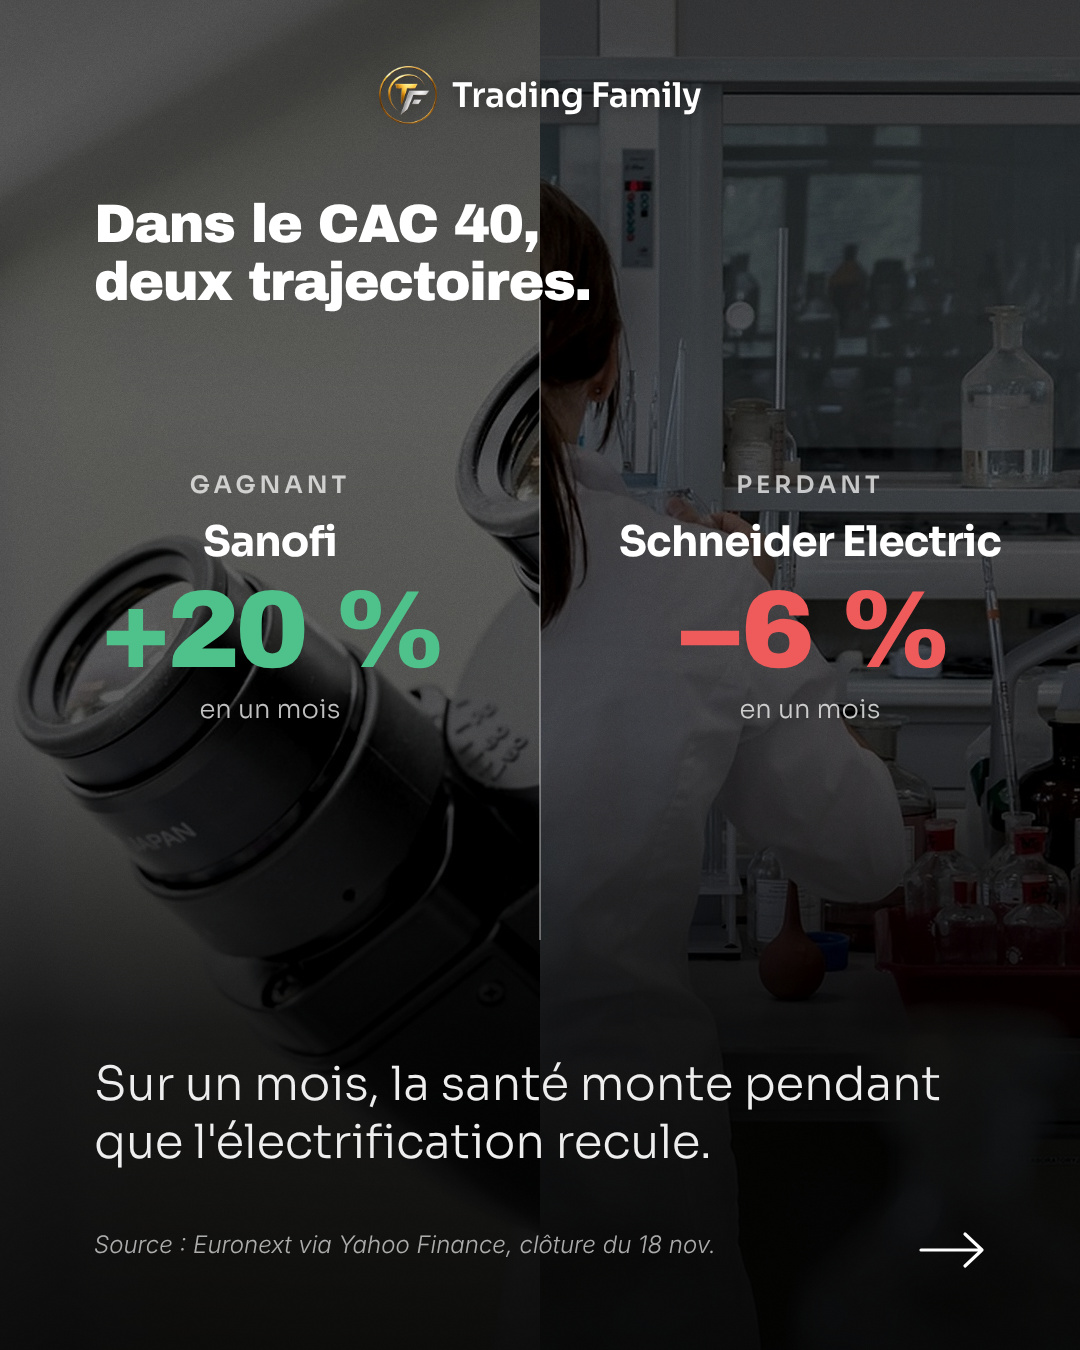 TF Trading Family
Dans le CAC 40,
deux trajectoires.
GAGNANT
Sanofi
+20 %
en un mois
PERDANT
Schneider Electric
–6 %
en un mois
JAPAN
Sur un mois, la santé monte pendant
que l'électrification recule.
Source : Euronext via Yahoo Finance, clôture du 18 nov.